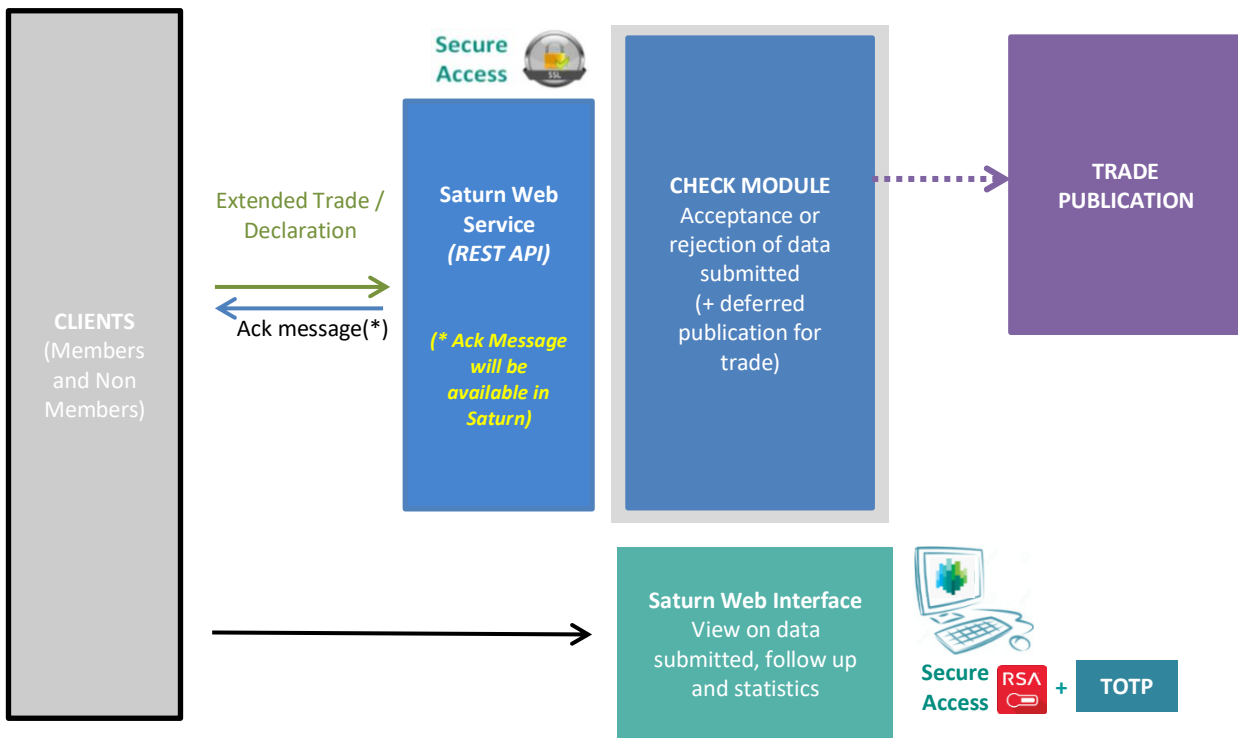 CLIENTS
(Members
and Non
Members)
Extended Trade /
Declaration
Ack message(*)
Secure
Access
SSL
Saturn Web
Service
(REST API)
(* Ack Message
will be
available in
Saturn)
CHECK MODULE
Acceptance or
rejection of data
submitted
(+ deferred
publication for
trade)
TRADE
PUBLICATION
Saturn Web Interface
View on data
submitted, follow up
and statistics
Secure
Access
RSA
+
TOTP